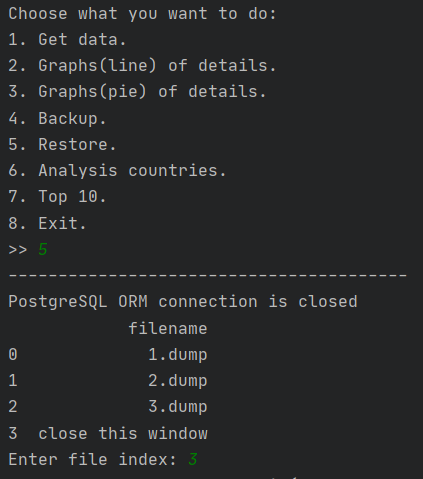 Choose what you want to do:
1. Get data.
2. Graphs(line) of details.
3. Graphs(pie) of details.
4. Backup.
5. Restore.
6. Analysis countries.
7. Top 10.
8. Exit.
>> 5
----------------------------------------
PostgreSQL ORM connection is closed
            filename
0             1.dump
1             2.dump
2             3.dump
3  close this window
Enter file index: 3